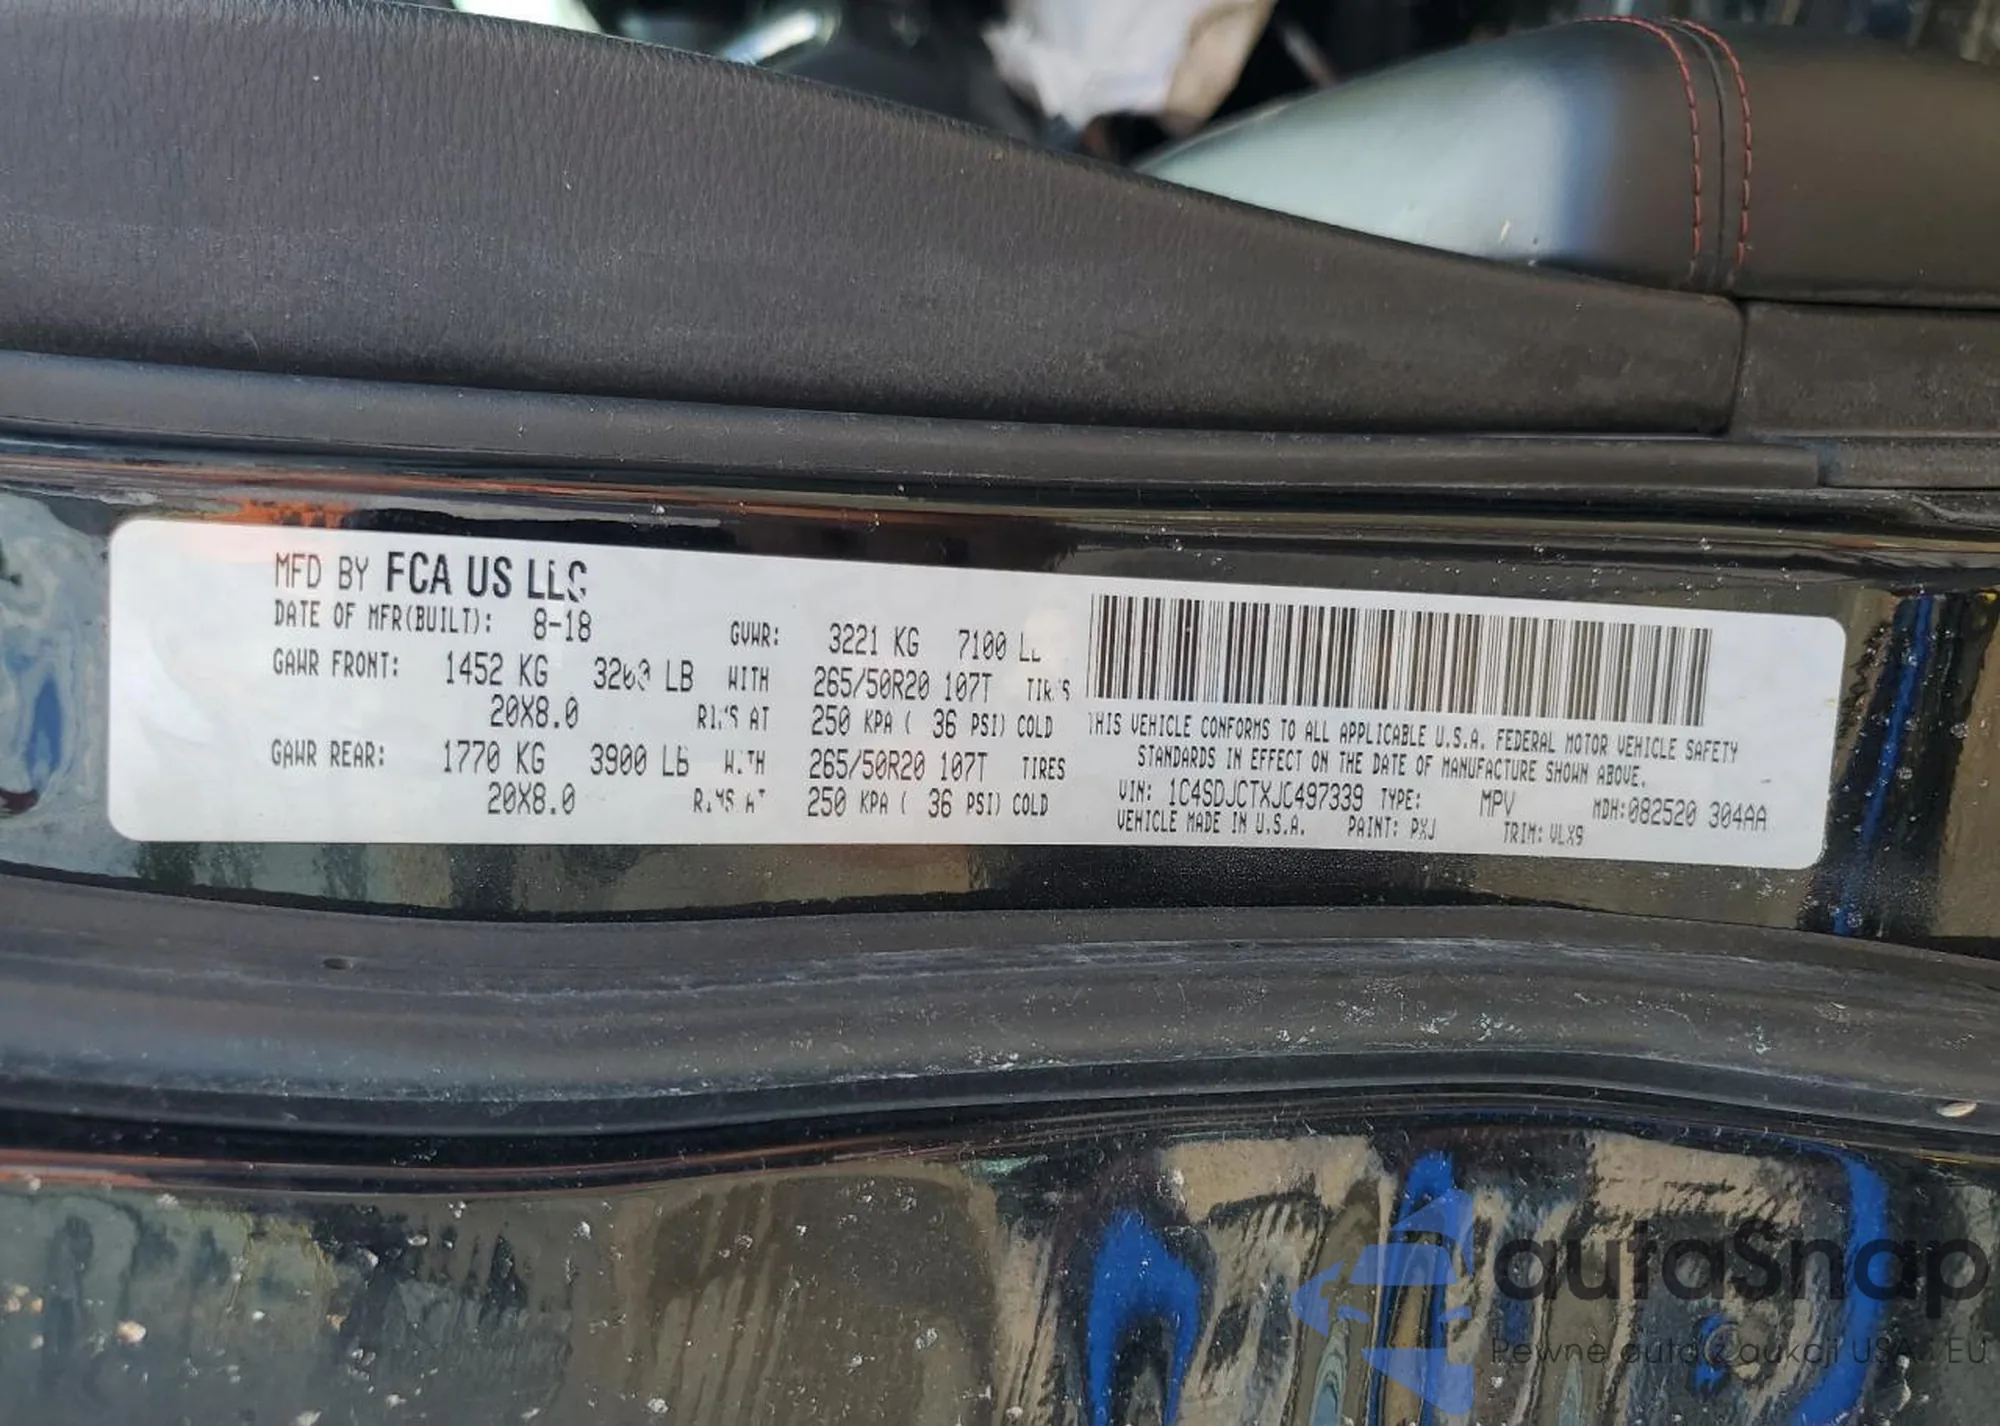 MFD BY FCA US LLC
DATE OF MFR(BUILT): 8-18
GVWR: 3221 KG 7100 LB
GAWR FRONT: 1452 KG 3200 LB WITH 265/50R20 107T TIRES
20X8.0 RIMS AT 250 KPA ( 36 PSI) COLD
GAWR REAR: 1770 KG 3900 LB WITH 265/50R20 107T TIRES
20X8.0 RIMS AT 250 KPA ( 36 PSI) COLD
THIS VEHICLE CONFORMS TO ALL APPLICABLE U.S.A. FEDERAL MOTOR VEHICLE SAFETY
STANDARDS IN EFFECT ON THE DATE OF MANUFACTURE SHOWN ABOVE.
VIN: 1C4SDJCTXJC497339 TYPE: MPV MDH:082520 304AA
VEHICLE MADE IN U.S.A. PAINT: PXJ TRIM: VLX9
autaSnap
Pewne auta z aukcji USA i EU